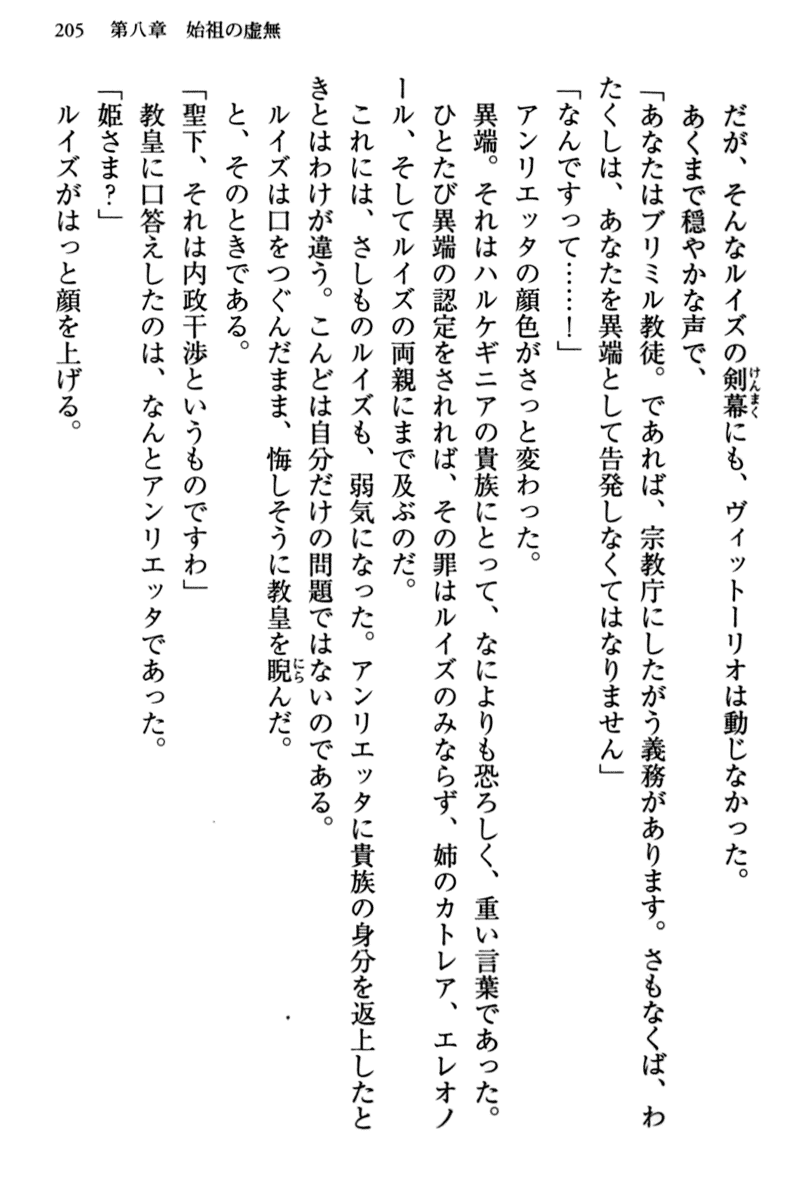 205　第八章　始祖の虚無
だが、そんなルイズの剣幕にも、ヴィットーリオは動じなかった。
あくまで穏やかな声で、
「あなたはブリミル教徒。であれば、宗教庁にしたがう義務があります。さもなくば、わ
たくしは、あなたを異端として告発しなくてはなりません」
「なんですって……！」
アンリエッタの顔色がさっと変わった。
異端。それはハルケギニアの貴族にとって、なによりも恐ろしく、重い言葉であった。
ひとたび異端の認定をされれば、その罪はルイズのみならず、姉のカトレア、エレオノ
ール、そしてルイズの両親にまで及ぶのだ。
これには、さしものルイズも、弱気になった。アンリエッタに貴族の身分を返上したと
きとはわけが違う。こんどは自分だけの問題ではないのである。
ルイズは口をつぐんだまま、悔しそうに教皇を睨んだ。
と、そのときである。
「聖下、それは内政干渉というものですわ」
教皇に口答えしたのは、なんとアンリエッタであった。
「姫さま？」
ルイズがはっと顔を上げる。